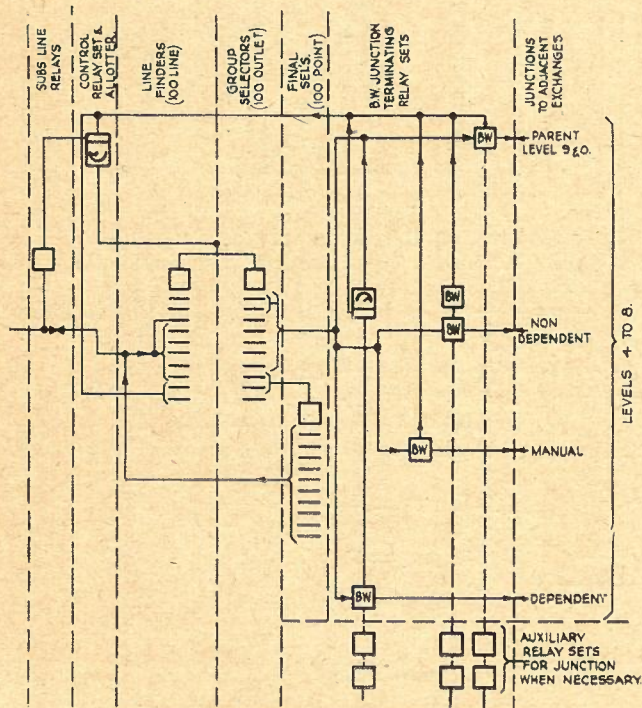 SUBS LINE
RELAYS
CONTROL
RELAY SET &
ALLOTTER
LINE
FINDERS
(100 LINE)
GROUP
SELECTORS
(100 OUTLET)
FINAL
SELS.
(100 POINT)
B.W. JUNCTION
TERMINATING
RELAY SETS
JUNCTIONS
TO ADJACENT
EXCHANGES
BW
PARENT
LEVEL 9&0.
BW
BW
NON
DEPENDENT
BW
MANUAL
BW
DEPENDENT
LEVELS 4 TO 8.
AUXILIARY
RELAY SETS
FOR JUNCTION
WHEN NECESSARY.